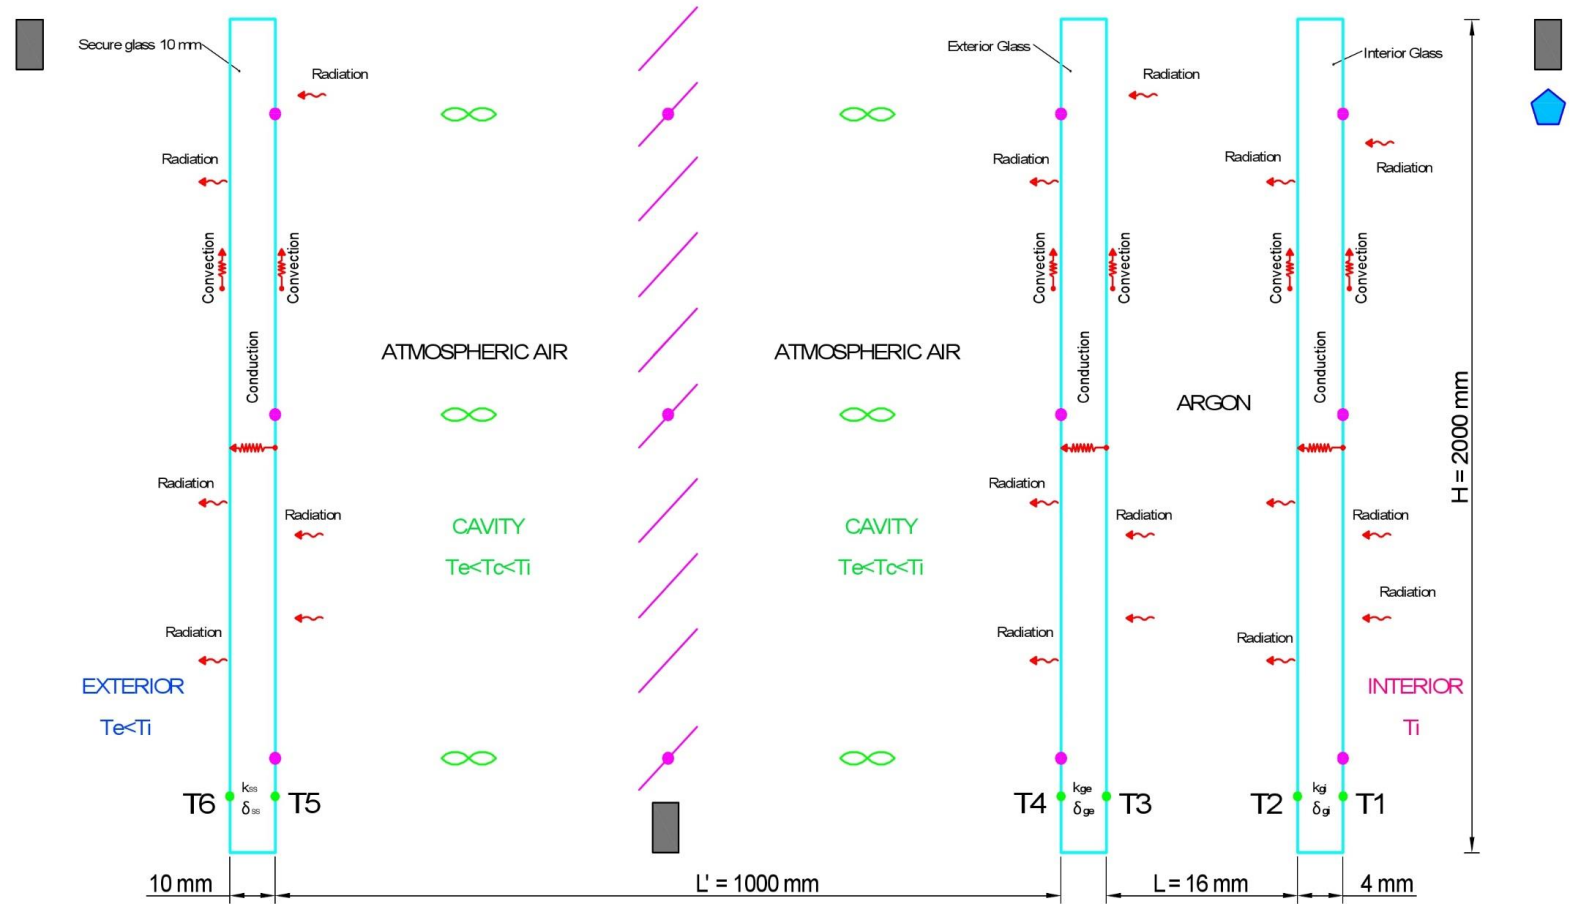 Secure glass 10 mm
Radiation
Exterior Glass
Radiation
Interior Glass
Radiation
Radiation
Radiation
Radiation
Convection
Convection
Convection
Convection
Convection
Convection
Conduction
Conduction
Conduction
ATMOSPHERIC AIR
ATMOSPHERIC AIR
ARGON
H = 2000 mm
Radiation
Radiation
Radiation
Radiation
Radiation
CAVITY
CAVITY
Te<Tc<Ti
Te<Tc<Ti
Radiation
Radiation
Radiation
Radiation
EXTERIOR
INTERIOR
Te<Ti
Ti
kss
kge
kgi
T6
δss
T5
T4
δge
T3
T2
δgi
T1
10 mm
L' = 1000 mm
L = 16 mm
4 mm